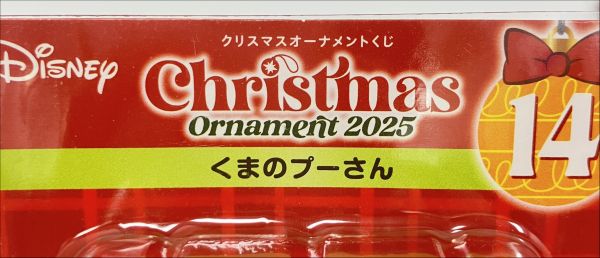 クリスマスオーナメントくじ
Disney
Christmas
Ornament 2025
14
くまのプーさん